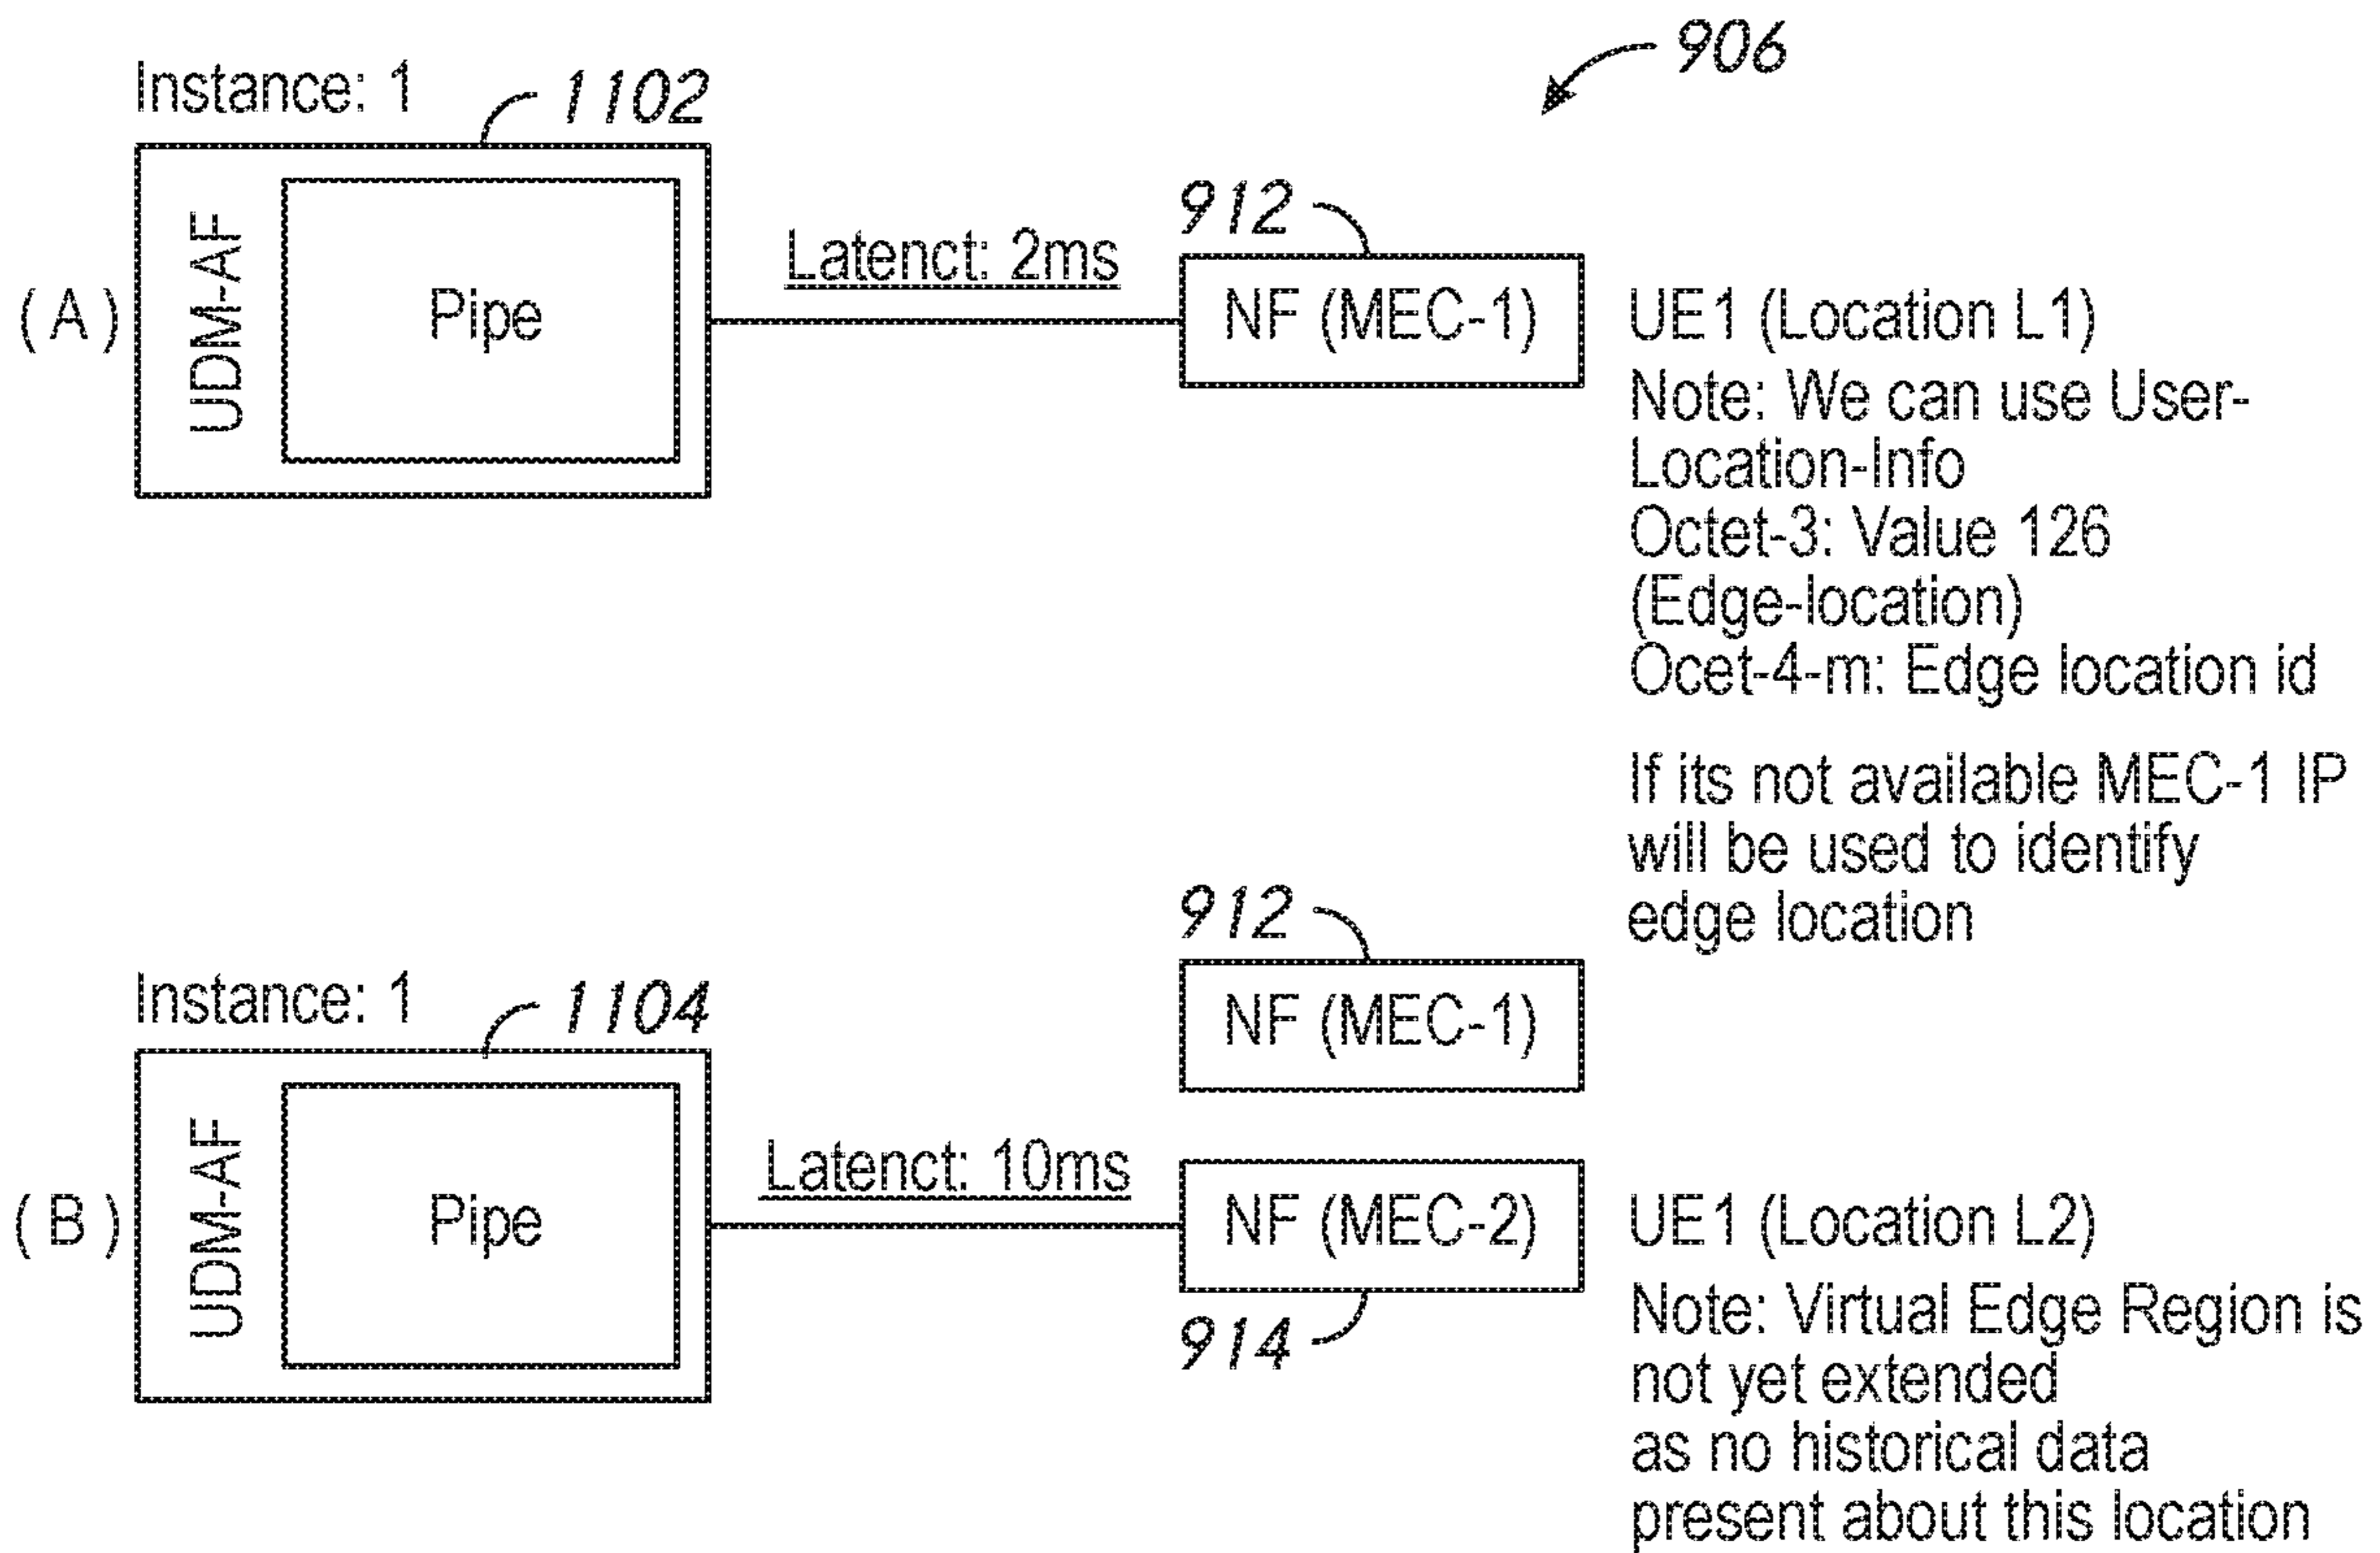 906
Instance: 1
1102
(A)
UDM-AF
Pipe
Latenct: 2ms
912
NF (MEC-1)
UE1 (Location L1)
Note: We can use User-
Location-Info
Octet-3: Value 126
(Edge-location)
Ocet-4-m: Edge location id
If its not available MEC-1 IP
will be used to identify
edge location
Instance: 1
1104
(B)
UDM-AF
Pipe
Latenct: 10ms
912
NF (MEC-1)
NF (MEC-2)
914
UE1 (Location L2)
Note: Virtual Edge Region is
not yet extended
as no historical data
present about this location